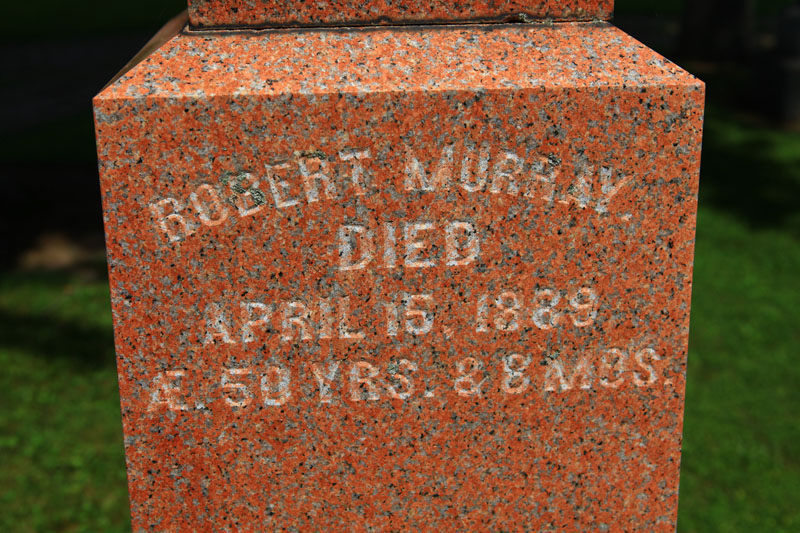 ROBERT MURRAY.
DIED
APRIL 15, 1889
Æ. 59 YRS. & 8 MOS.